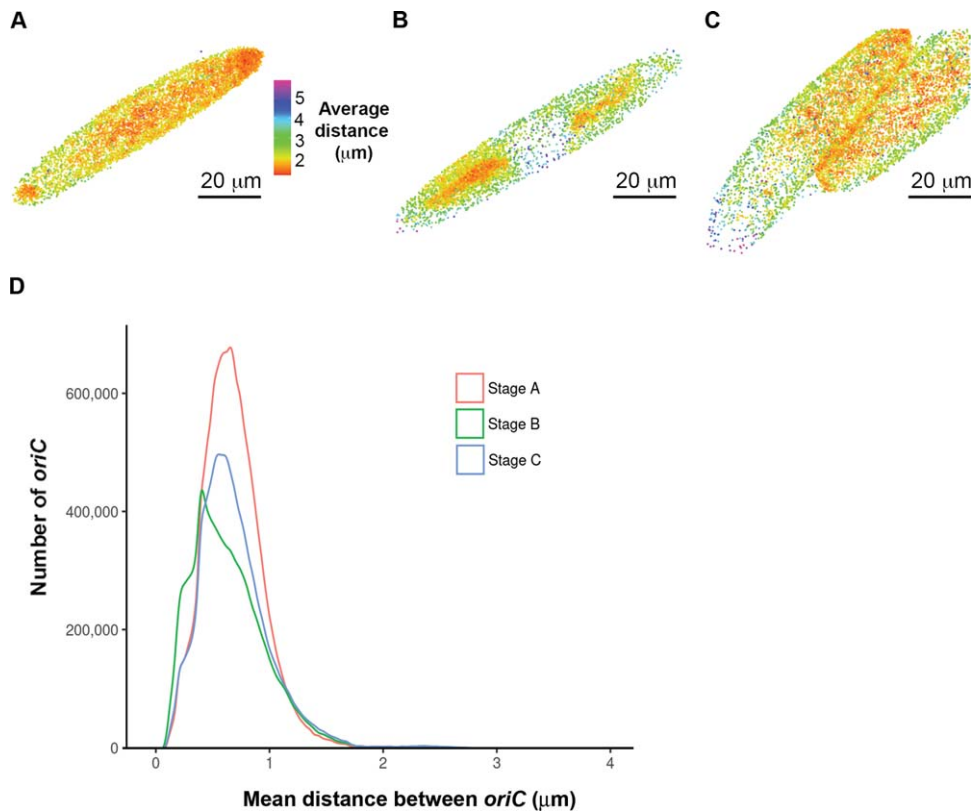 A
B
C
5
4
3
2
Average
distance
(μm)
20 μm
20 μm
20 μm
D
600,000
400,000
200,000
0
Number of oriC
Stage A
Stage B
Stage C
0 1 2 3 4
Mean distance between oriC (μm)